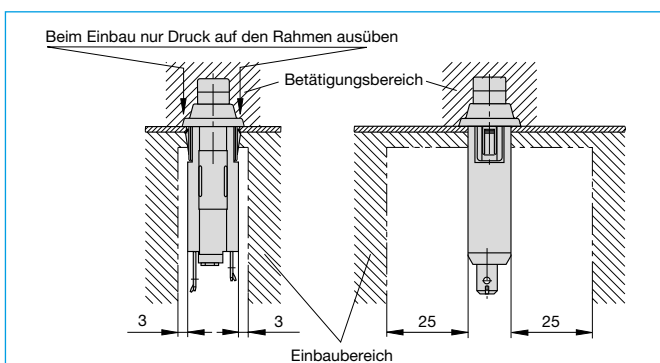 Beim Einbau nur Druck auf den Rahmen ausüben
Betätigungsbereich
3
3
25
25
Einbaubereich